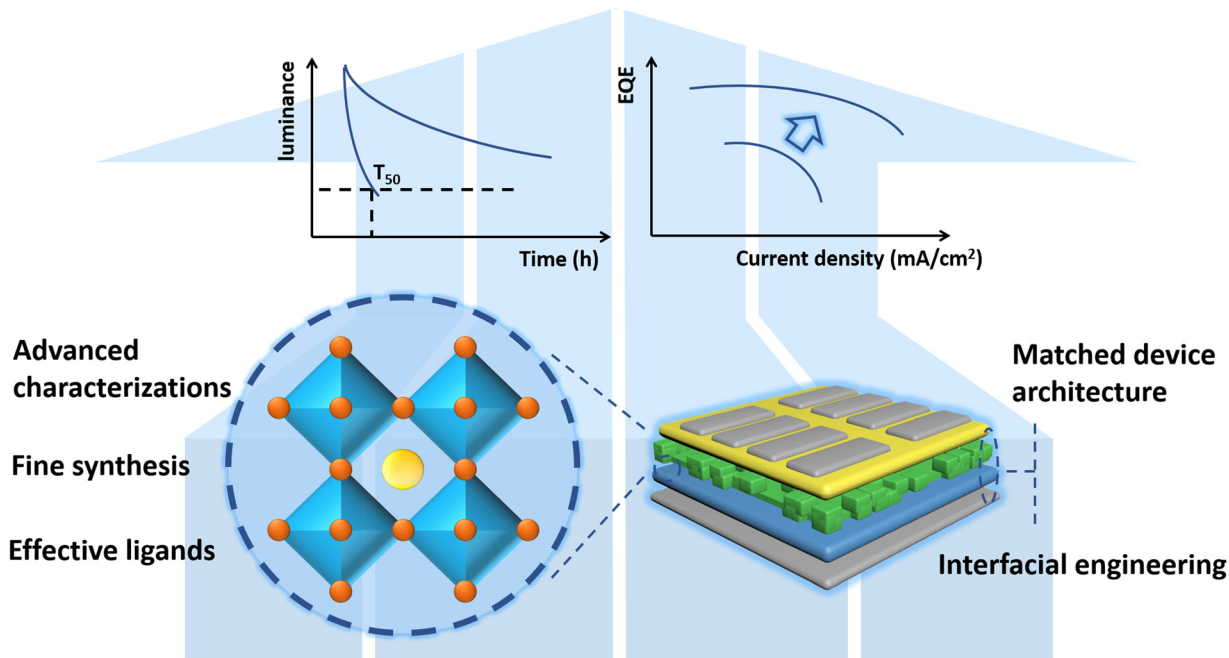 luminance
T₅₀
Time (h)
EQE
Current density (mA/cm²)
Advanced
characterizations
Fine synthesis
Effective ligands
Matched device
architecture
Interfacial engineering